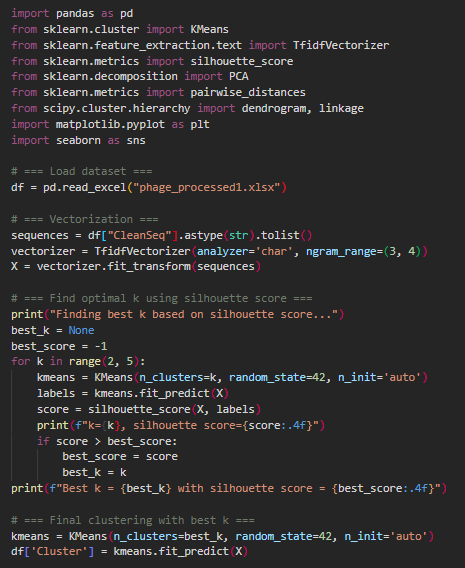 import pandas as pd
from sklearn.cluster import KMeans
from sklearn.feature_extraction.text import TfidfVectorizer
from sklearn.metrics import silhouette_score
from sklearn.decomposition import PCA
from sklearn.metrics import pairwise_distances
from scipy.cluster.hierarchy import dendrogram, linkage
import matplotlib.pyplot as plt
import seaborn as sns

# === Load dataset ===
df = pd.read_excel("phage_processed1.xlsx")

# === Vectorization ===
sequences = df["CleanSeq"].astype(str).tolist()
vectorizer = TfidfVectorizer(analyzer='char', ngram_range=(3, 4))
X = vectorizer.fit_transform(sequences)

# === Find optimal k using silhouette score ===
print("Finding best k based on silhouette score...")
best_k = None
best_score = -1
for k in range(2, 5):
    kmeans = KMeans(n_clusters=k, random_state=42, n_init='auto')
    labels = kmeans.fit_predict(X)
    score = silhouette_score(X, labels)
    print(f"k={k}, silhouette score={score:.4f}")
    if score > best_score:
        best_score = score
        best_k = k
print(f"Best k = {best_k} with silhouette score = {best_score:.4f}")

# === Final clustering with best k ===
kmeans = KMeans(n_clusters=best_k, random_state=42, n_init='auto')
df['Cluster'] = kmeans.fit_predict(X)